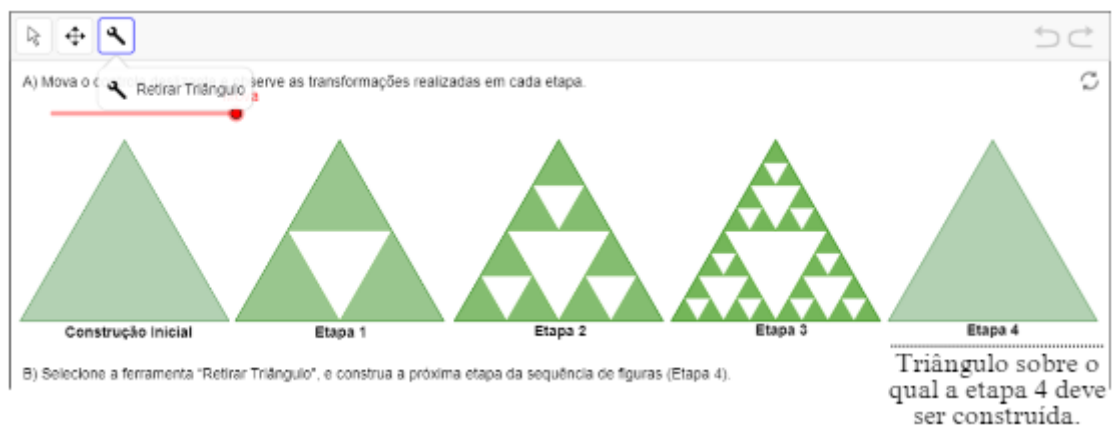 A) Mova o serve as transformações realizadas em cada etapa.
Retirar Triângulo
Construção Inicial
Etapa 1
Etapa 2
Etapa 3
Etapa 4
B) Selecione a ferramenta "Retirar Triângulo", e construa a próxima etapa da sequência de figuras (Etapa 4).
Triângulo sobre o
qual a etapa 4 deve
ser construída.